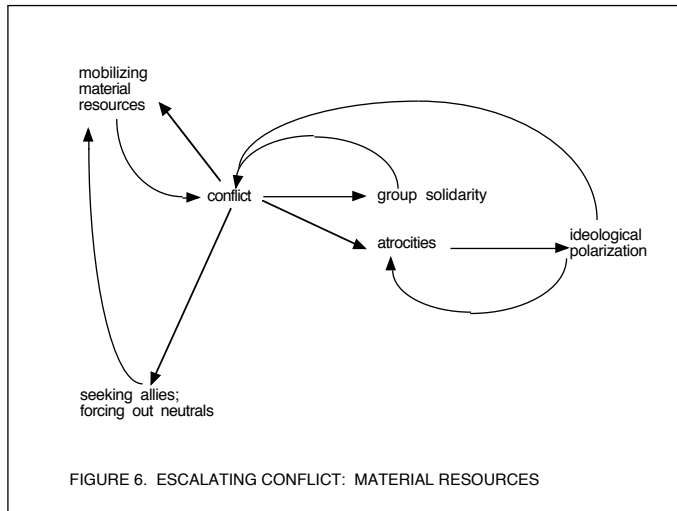 mobilizing
material
resources
conflict
group solidarity
atrocities
ideological
polarization
seeking allies;
forcing out neutrals
FIGURE 6. ESCALATING CONFLICT: MATERIAL RESOURCES